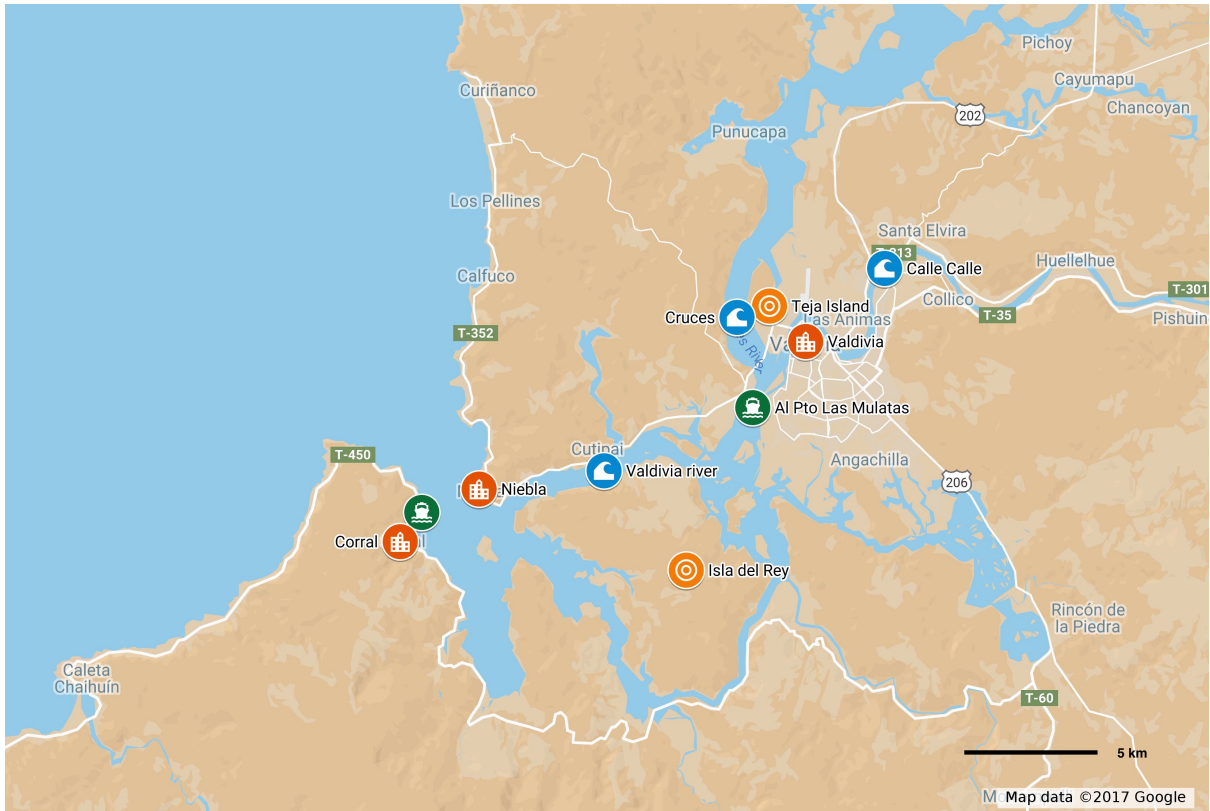 Pichoy
Cayumapu
Curiñanco
Chancoyan
202
Punucapa
Los Pellines
Santa Elvira
Huellelhue
Calle Calle
Calfuco
T-301
Collico
Teja Island
Cruces
Las Animas
T-35
Pishuin
T-352
Valdivia
Al Pto Las Mulatas
Cutipai
T-450
Angachilla
Valdivia river
206
Niebla
Corral
Isla del Rey
Rincón de
la Piedra
Caleta
Chaihuín
T-60
5 km
Map data ©2017 Google